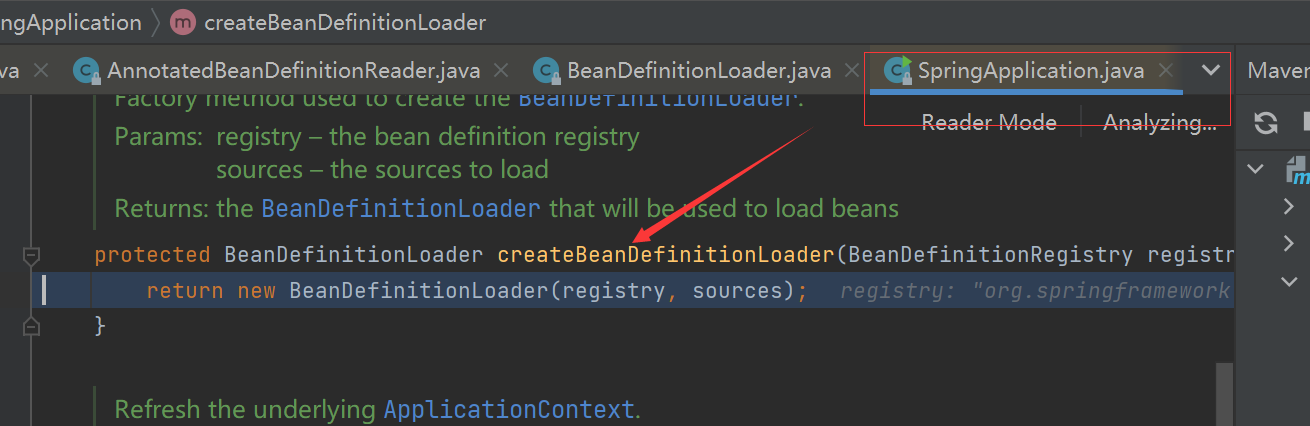 ngApplication 〉 m createBeanDefinitionLoader
va × C AnnotatedBeanDefinitionReader.java × C BeanDefinitionLoader.java × C SpringApplication.java × Maven
Factory method used to create the BeanDefinitionLoader.
Reader Mode Analyzing...
Params: registry – the bean definition registry
sources – the sources to load
Returns: the BeanDefinitionLoader that will be used to load beans
protected BeanDefinitionLoader createBeanDefinitionLoader(BeanDefinitionRegistry registr
return new BeanDefinitionLoader(registry, sources); registry: "org.springframework
}
Refresh the underlying ApplicationContext.